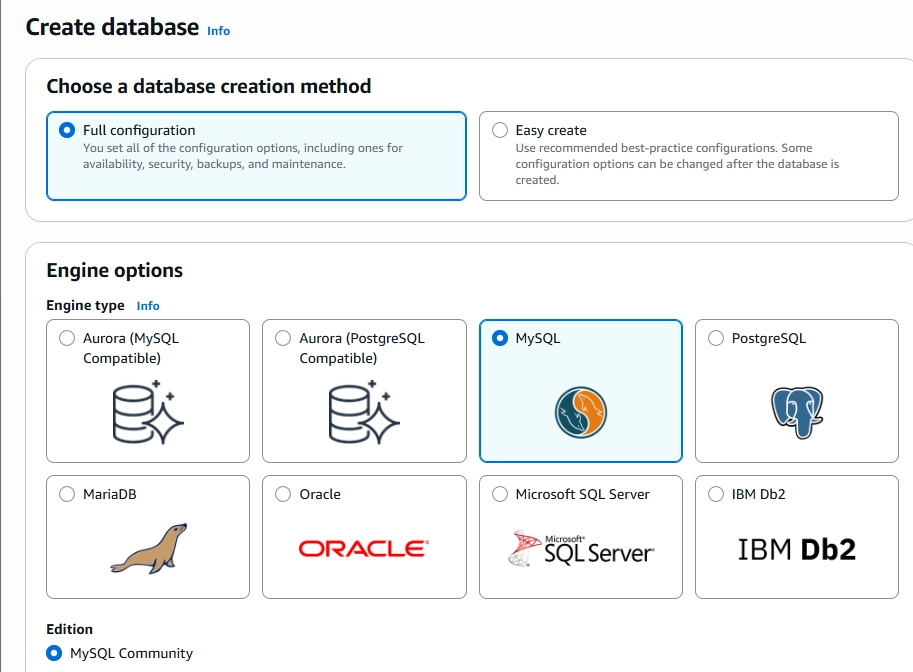 Create database Info
Choose a database creation method
Full configuration
You set all of the configuration options, including ones for
availability, security, backups, and maintenance.
Easy create
Use recommended best-practice configurations. Some
configuration options can be changed after the database is
created.
Engine options
Engine type Info
Aurora (MySQL
Compatible)
Aurora (PostgreSQL
Compatible)
MySQL
PostgreSQL
MariaDB
Oracle
ORACLE
Microsoft SQL Server
Microsoft®
SQL Server
IBM Db2
IBM Db2
Edition
MySQL Community